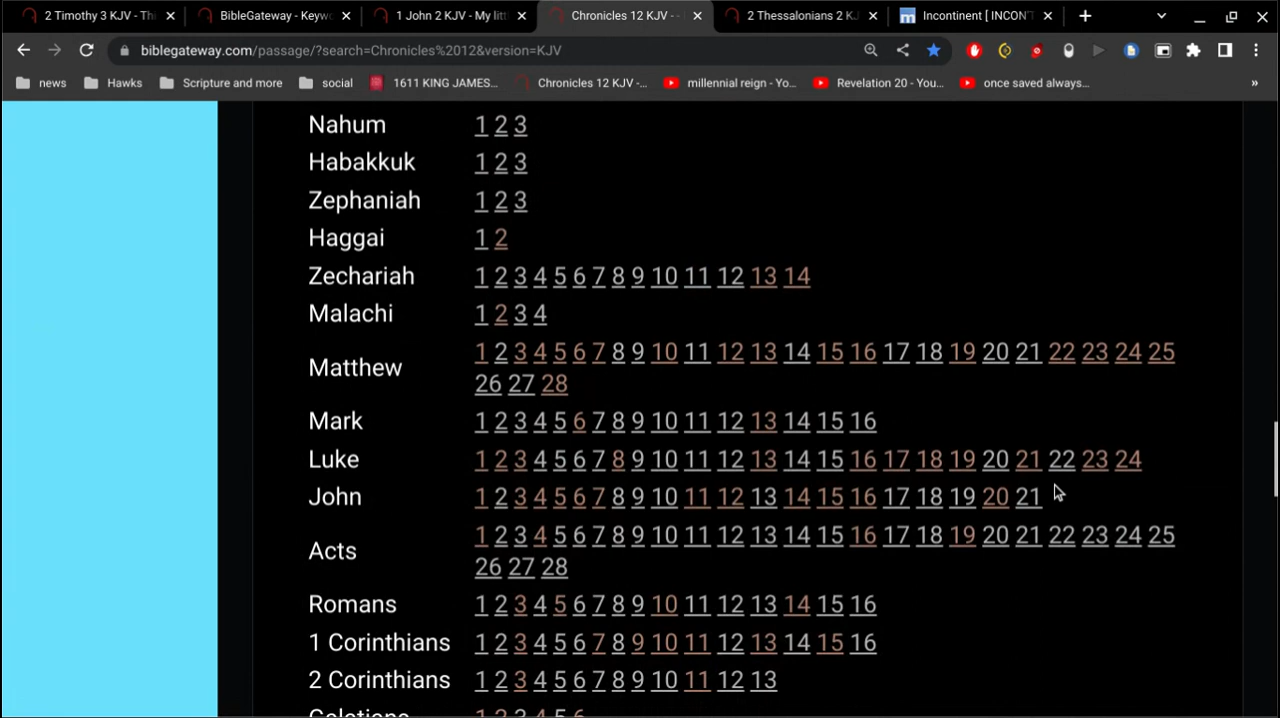 2 Timothy 3 KJV - Thi
BibleGateway - Keyw
1 John 2 KJV - My litt
Chronicles 12 KJV - -
2 Thessalonians 2 KJ
Incontinent [ INCONT
biblegateway.com/passage/?search=Chronicles%2012&version=KJV
news
Hawks
Scripture and more
social
1611 KING JAMES...
Chronicles 12 KJV -...
millennial reign - Yo...
Revelation 20 - You...
once saved always...
»
Nahum 1 2 3
Habakkuk 1 2 3
Zephaniah 1 2 3
Haggai 1 2
Zechariah 1 2 3 4 5 6 7 8 9 10 11 12 13 14
Malachi 1 2 3 4
Matthew 1 2 3 4 5 6 7 8 9 10 11 12 13 14 15 16 17 18 19 20 21 22 23 24 25
26 27 28
Mark 1 2 3 4 5 6 7 8 9 10 11 12 13 14 15 16
Luke 1 2 3 4 5 6 7 8 9 10 11 12 13 14 15 16 17 18 19 20 21 22 23 24
John 1 2 3 4 5 6 7 8 9 10 11 12 13 14 15 16 17 18 19 20 21
Acts 1 2 3 4 5 6 7 8 9 10 11 12 13 14 15 16 17 18 19 20 21 22 23 24 25
26 27 28
Romans 1 2 3 4 5 6 7 8 9 10 11 12 13 14 15 16
1 Corinthians 1 2 3 4 5 6 7 8 9 10 11 12 13 14 15 16
2 Corinthians 1 2 3 4 5 6 7 8 9 10 11 12 13
Galatians 1 2 3 4 5 6